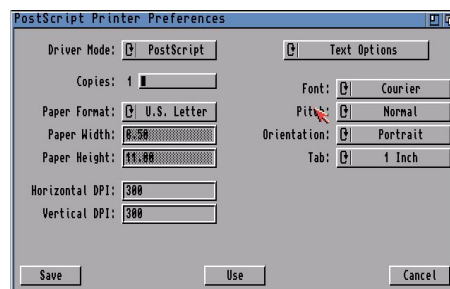 PostScript Printer Preferences
Driver Mode: PostScript
Text Options
Copies: 1
Font: Courier
Paper Format: U.S. Letter
Pitch: Normal
Paper Width: 8.50
Orientation: Portrait
Paper Height: 11.00
Tab: 1 Inch
Horizontal DPI: 300
Vertical DPI: 300
Save
Use
Cancel